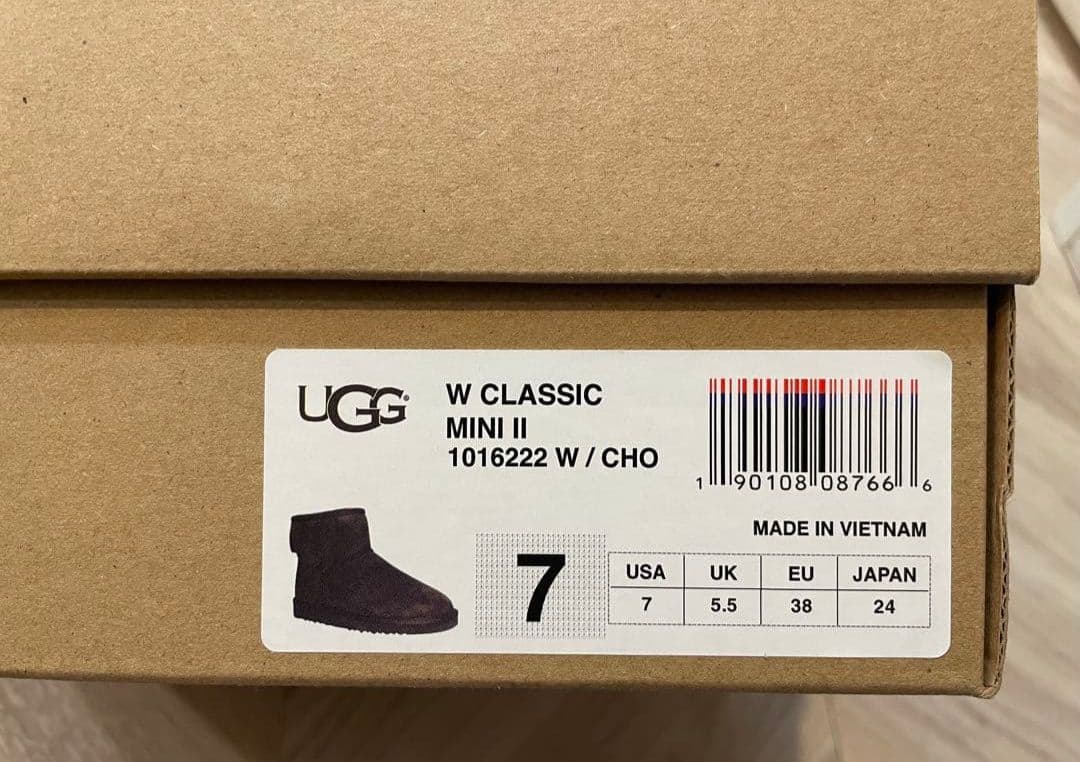 UGG®
W CLASSIC
MINI II
1016222 W / CHO
1 90108 08766 6
MADE IN VIETNAM
7
USA UK EU JAPAN
7 5.5 38 24